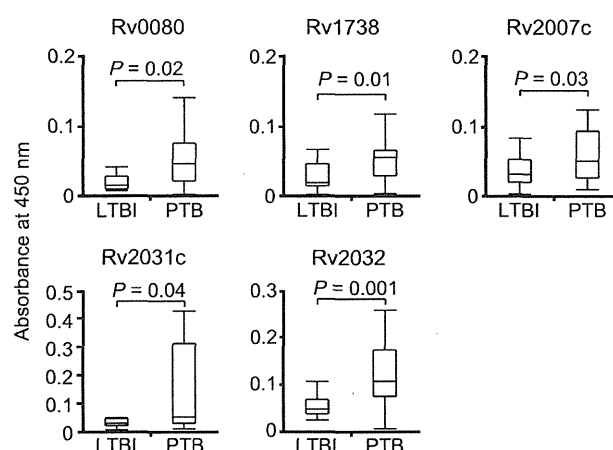 Rv0080
Rv1738
Rv2007c
0.2
P = 0.02
0.1
0
LTBI
PTB
0.2
P = 0.01
0.1
0
LTBI
PTB
0.2
P = 0.03
0.1
0
LTBI
PTB
Absorbance at 450 nm
Rv2031c
Rv2032
0.5
P = 0.04
0.4
0.3
0.2
0.1
0
LTBI
PTB
0.3
P = 0.001
0.2
0.1
0
LTBI
PTB